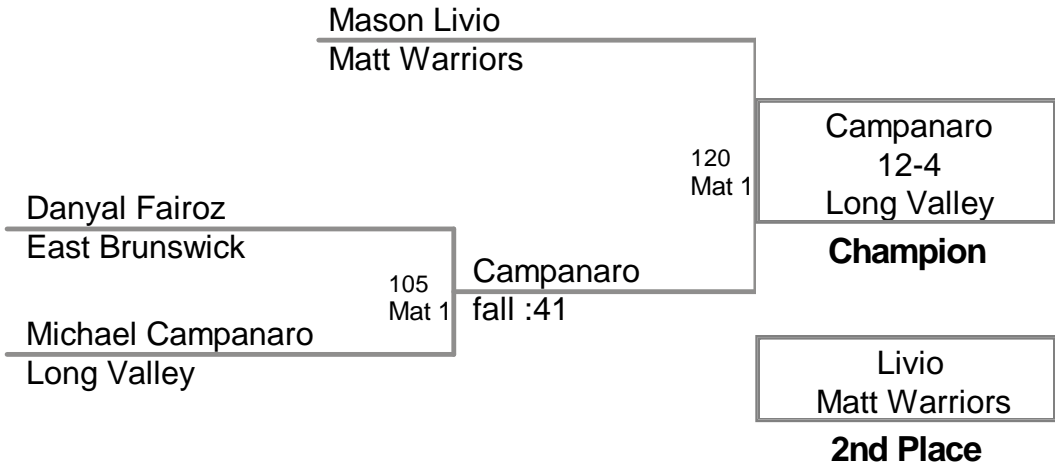 Mason Livio
Matt Warriors
Campanaro
12-4
Long Valley
Champion
120
Mat 1
Danyal Fairoz
East Brunswick
105
Mat 1
Campanaro
fall :41
Michael Campanaro
Long Valley
Livio
Matt Warriors
2nd Place